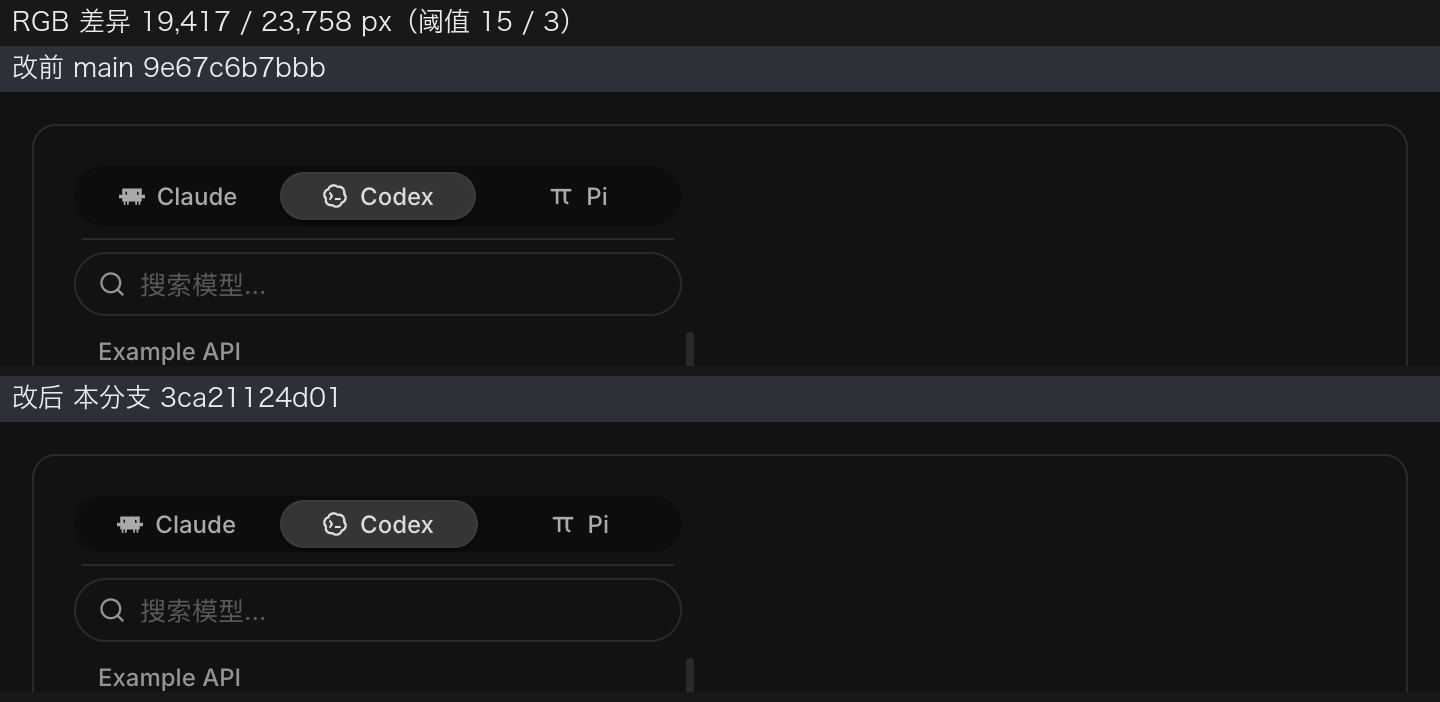 RGB 差异 19,417 / 23,758 px（阈值 15 / 3）
改前 main 9e67c6b7bbb
Claude Codex Pi
搜索模型...
Example API
改后 本分支 3ca21124d01
Claude Codex Pi
搜索模型...
Example API